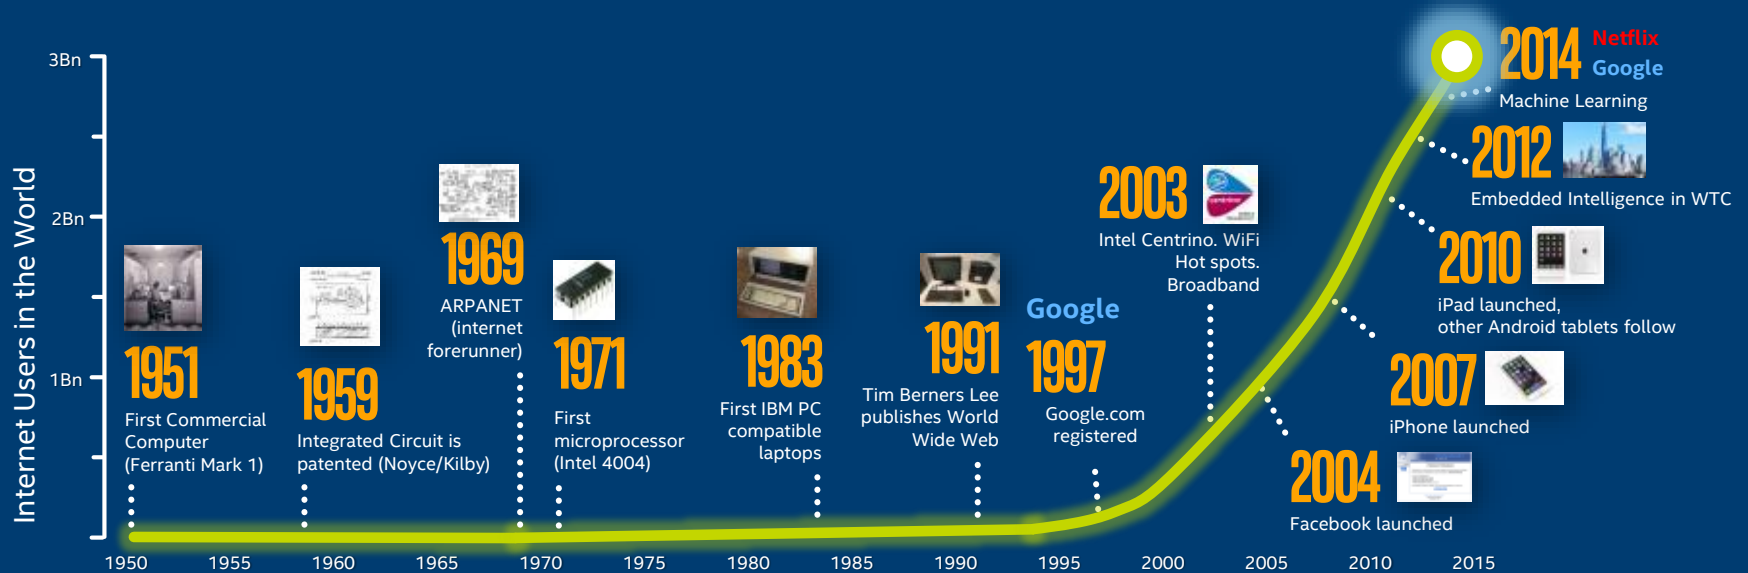 Internet Users in the World
3Bn
2Bn
1Bn
1951
First Commercial
Computer
(Ferranti Mark 1)
1959
Integrated Circuit is
patented (Noyce/Kilby)
1969
ARPANET
(internet
forerunner)
1971
First
microprocessor
(Intel 4004)
1983
First IBM PC
compatible
laptops
1991
Tim Berners Lee
publishes World
Wide Web
Google
1997
Google.com
registered
2003
Intel Centrino. WiFi
Hot spots.
Broadband
2004
Facebook launched
2007
iPhone launched
2010
iPad launched,
other Android tablets follow
2012
Embedded Intelligence in WTC
2014
Netflix
Google
Machine Learning
1950 1955 1960 1965 1970 1975 1980 1985 1990 1995 2000 2005 2010 2015